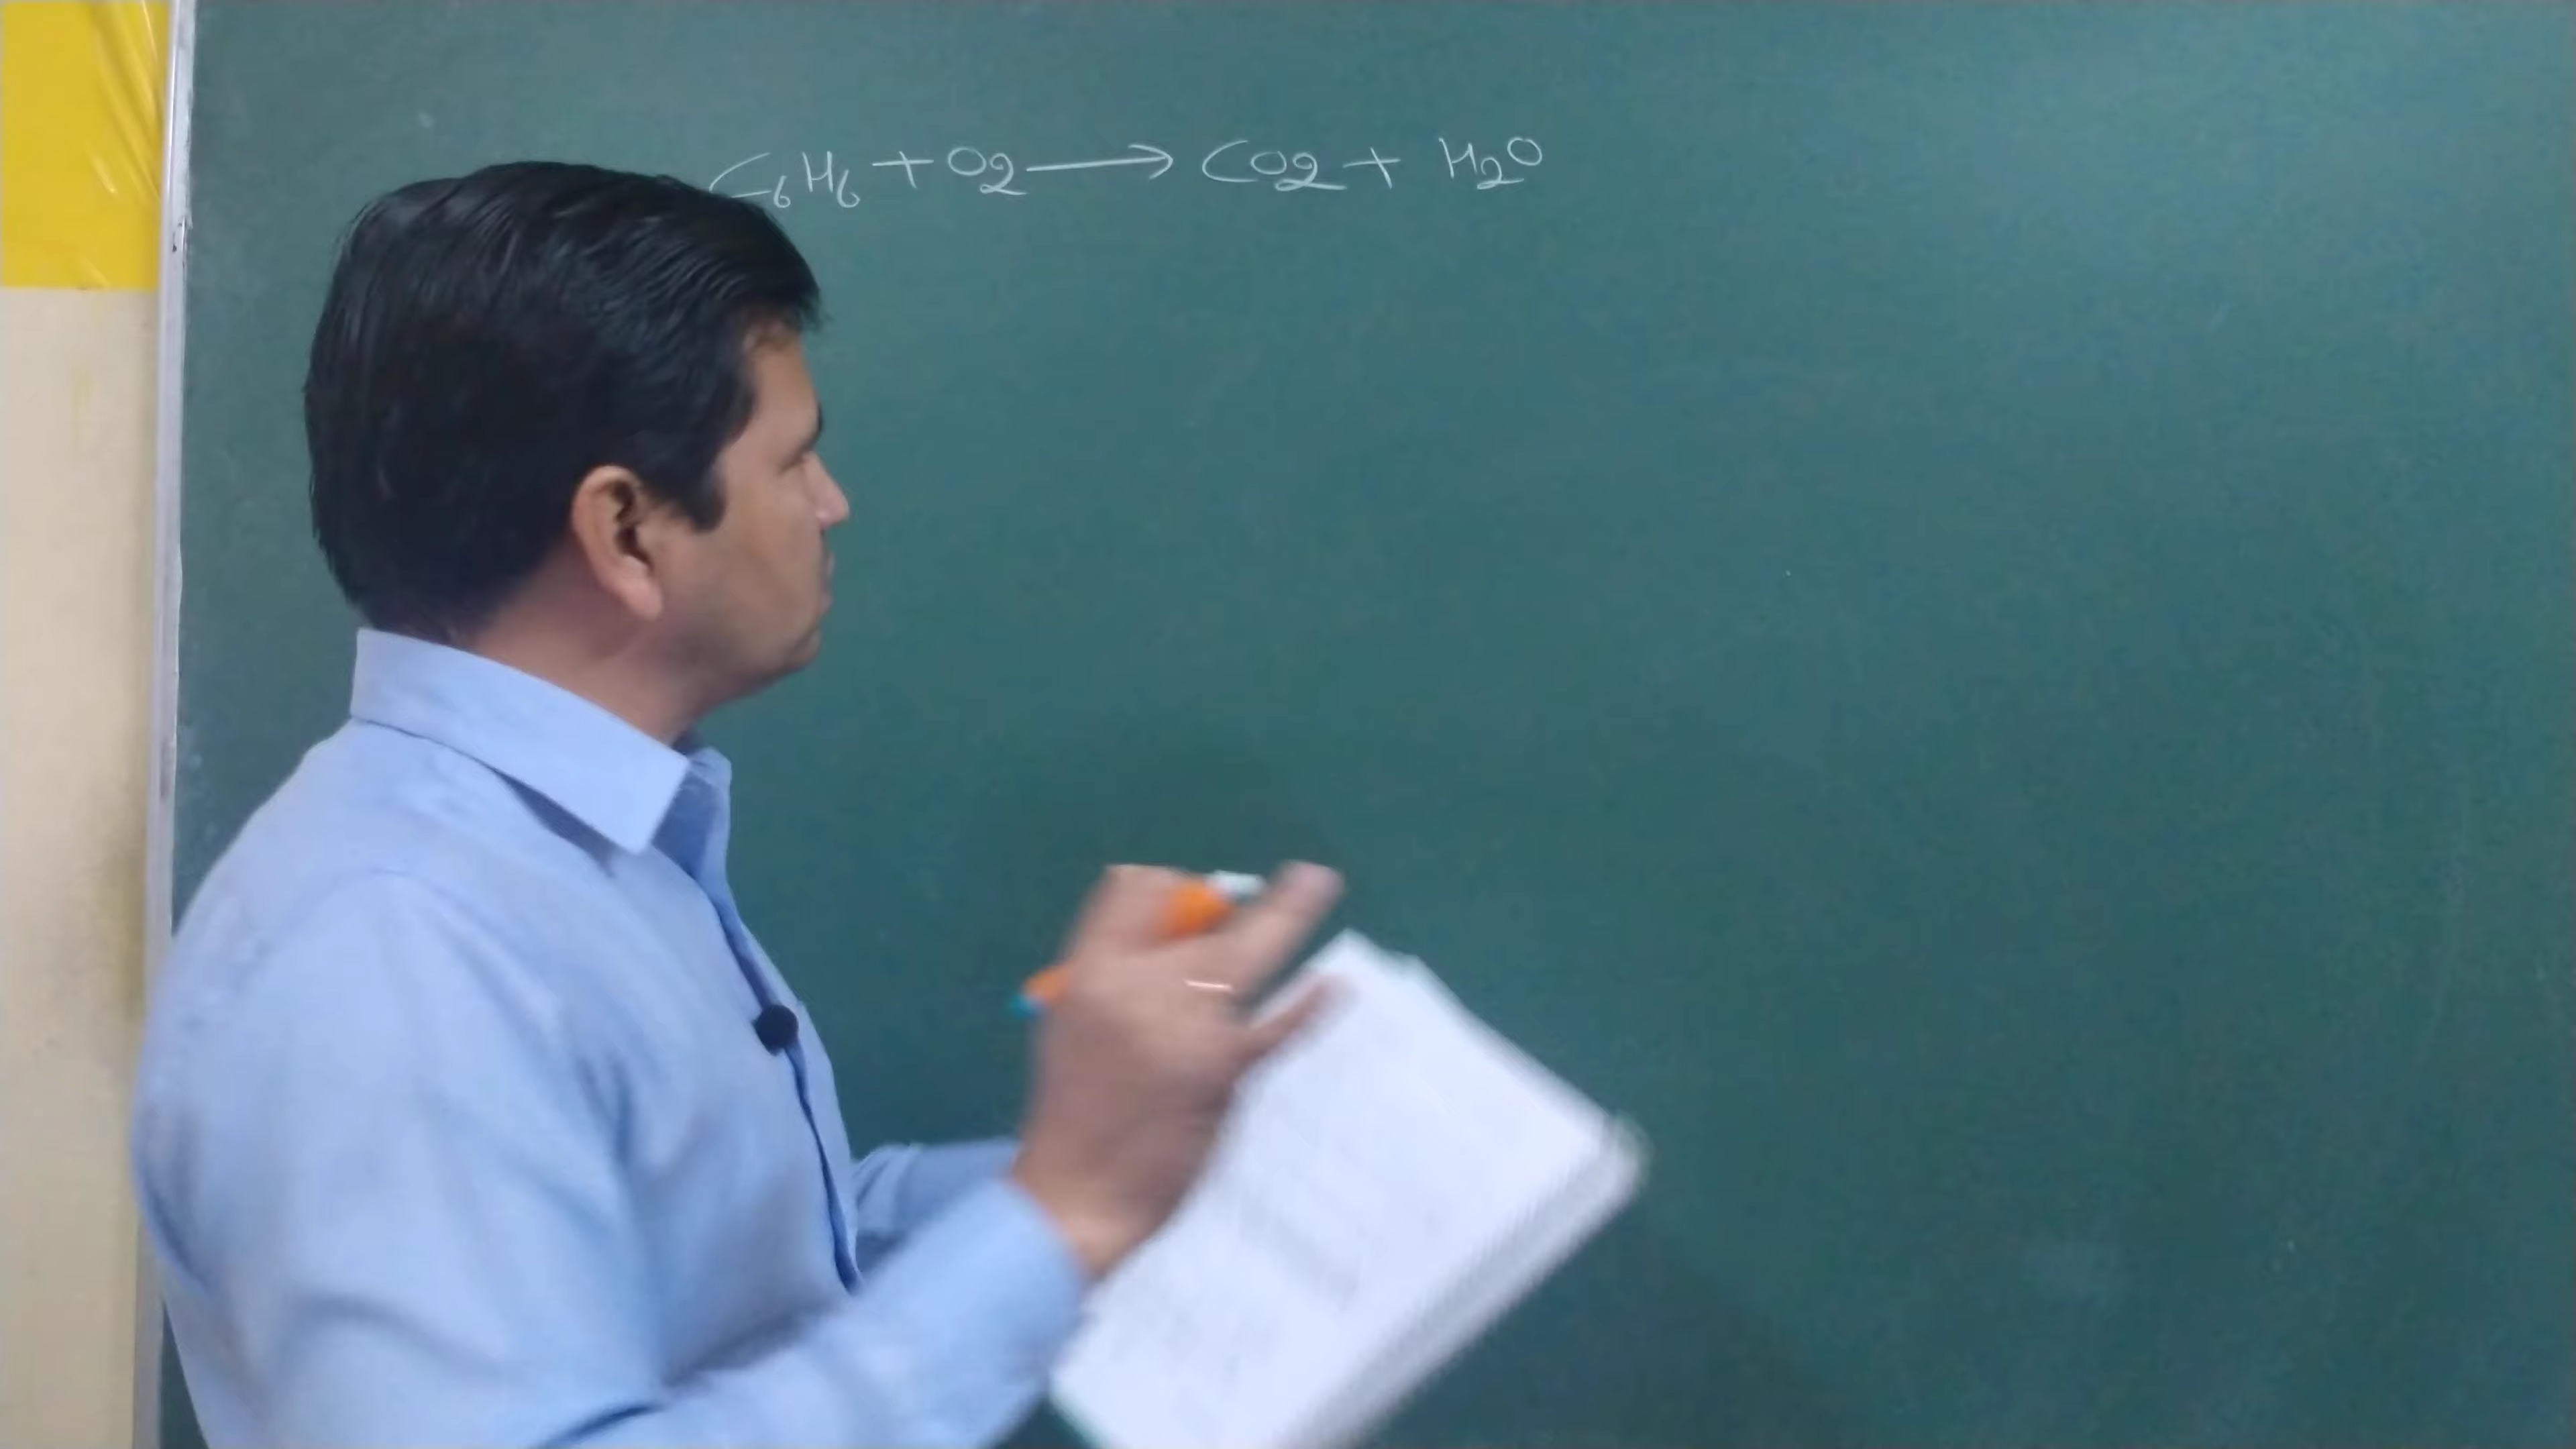 C₆H₆ + O₂ ⟶ CO₂ + H₂O